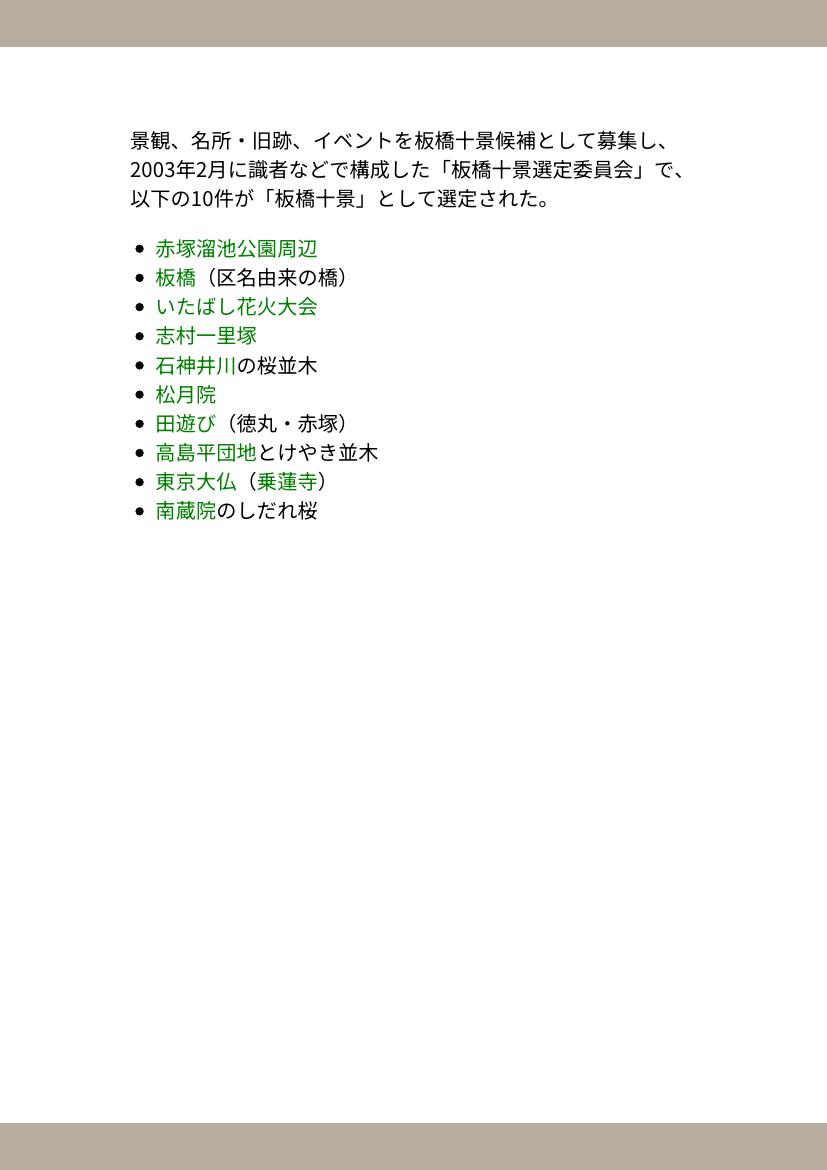 景観、名所・旧跡、イベントを板橋十景候補として募集し、
2003年2月に識者などで構成した「板橋十景選定委員会」で、
以下の10件が「板橋十景」として選定された。
● 赤塚溜池公園周辺
● 板橋（区名由来の橋）
● いたばし花火大会
● 志村一里塚
● 石神井川の桜並木
● 松月院
● 田遊び（徳丸・赤塚）
● 高島平団地とけやき並木
● 東京大仏（乗蓮寺）
● 南蔵院のしだれ桜